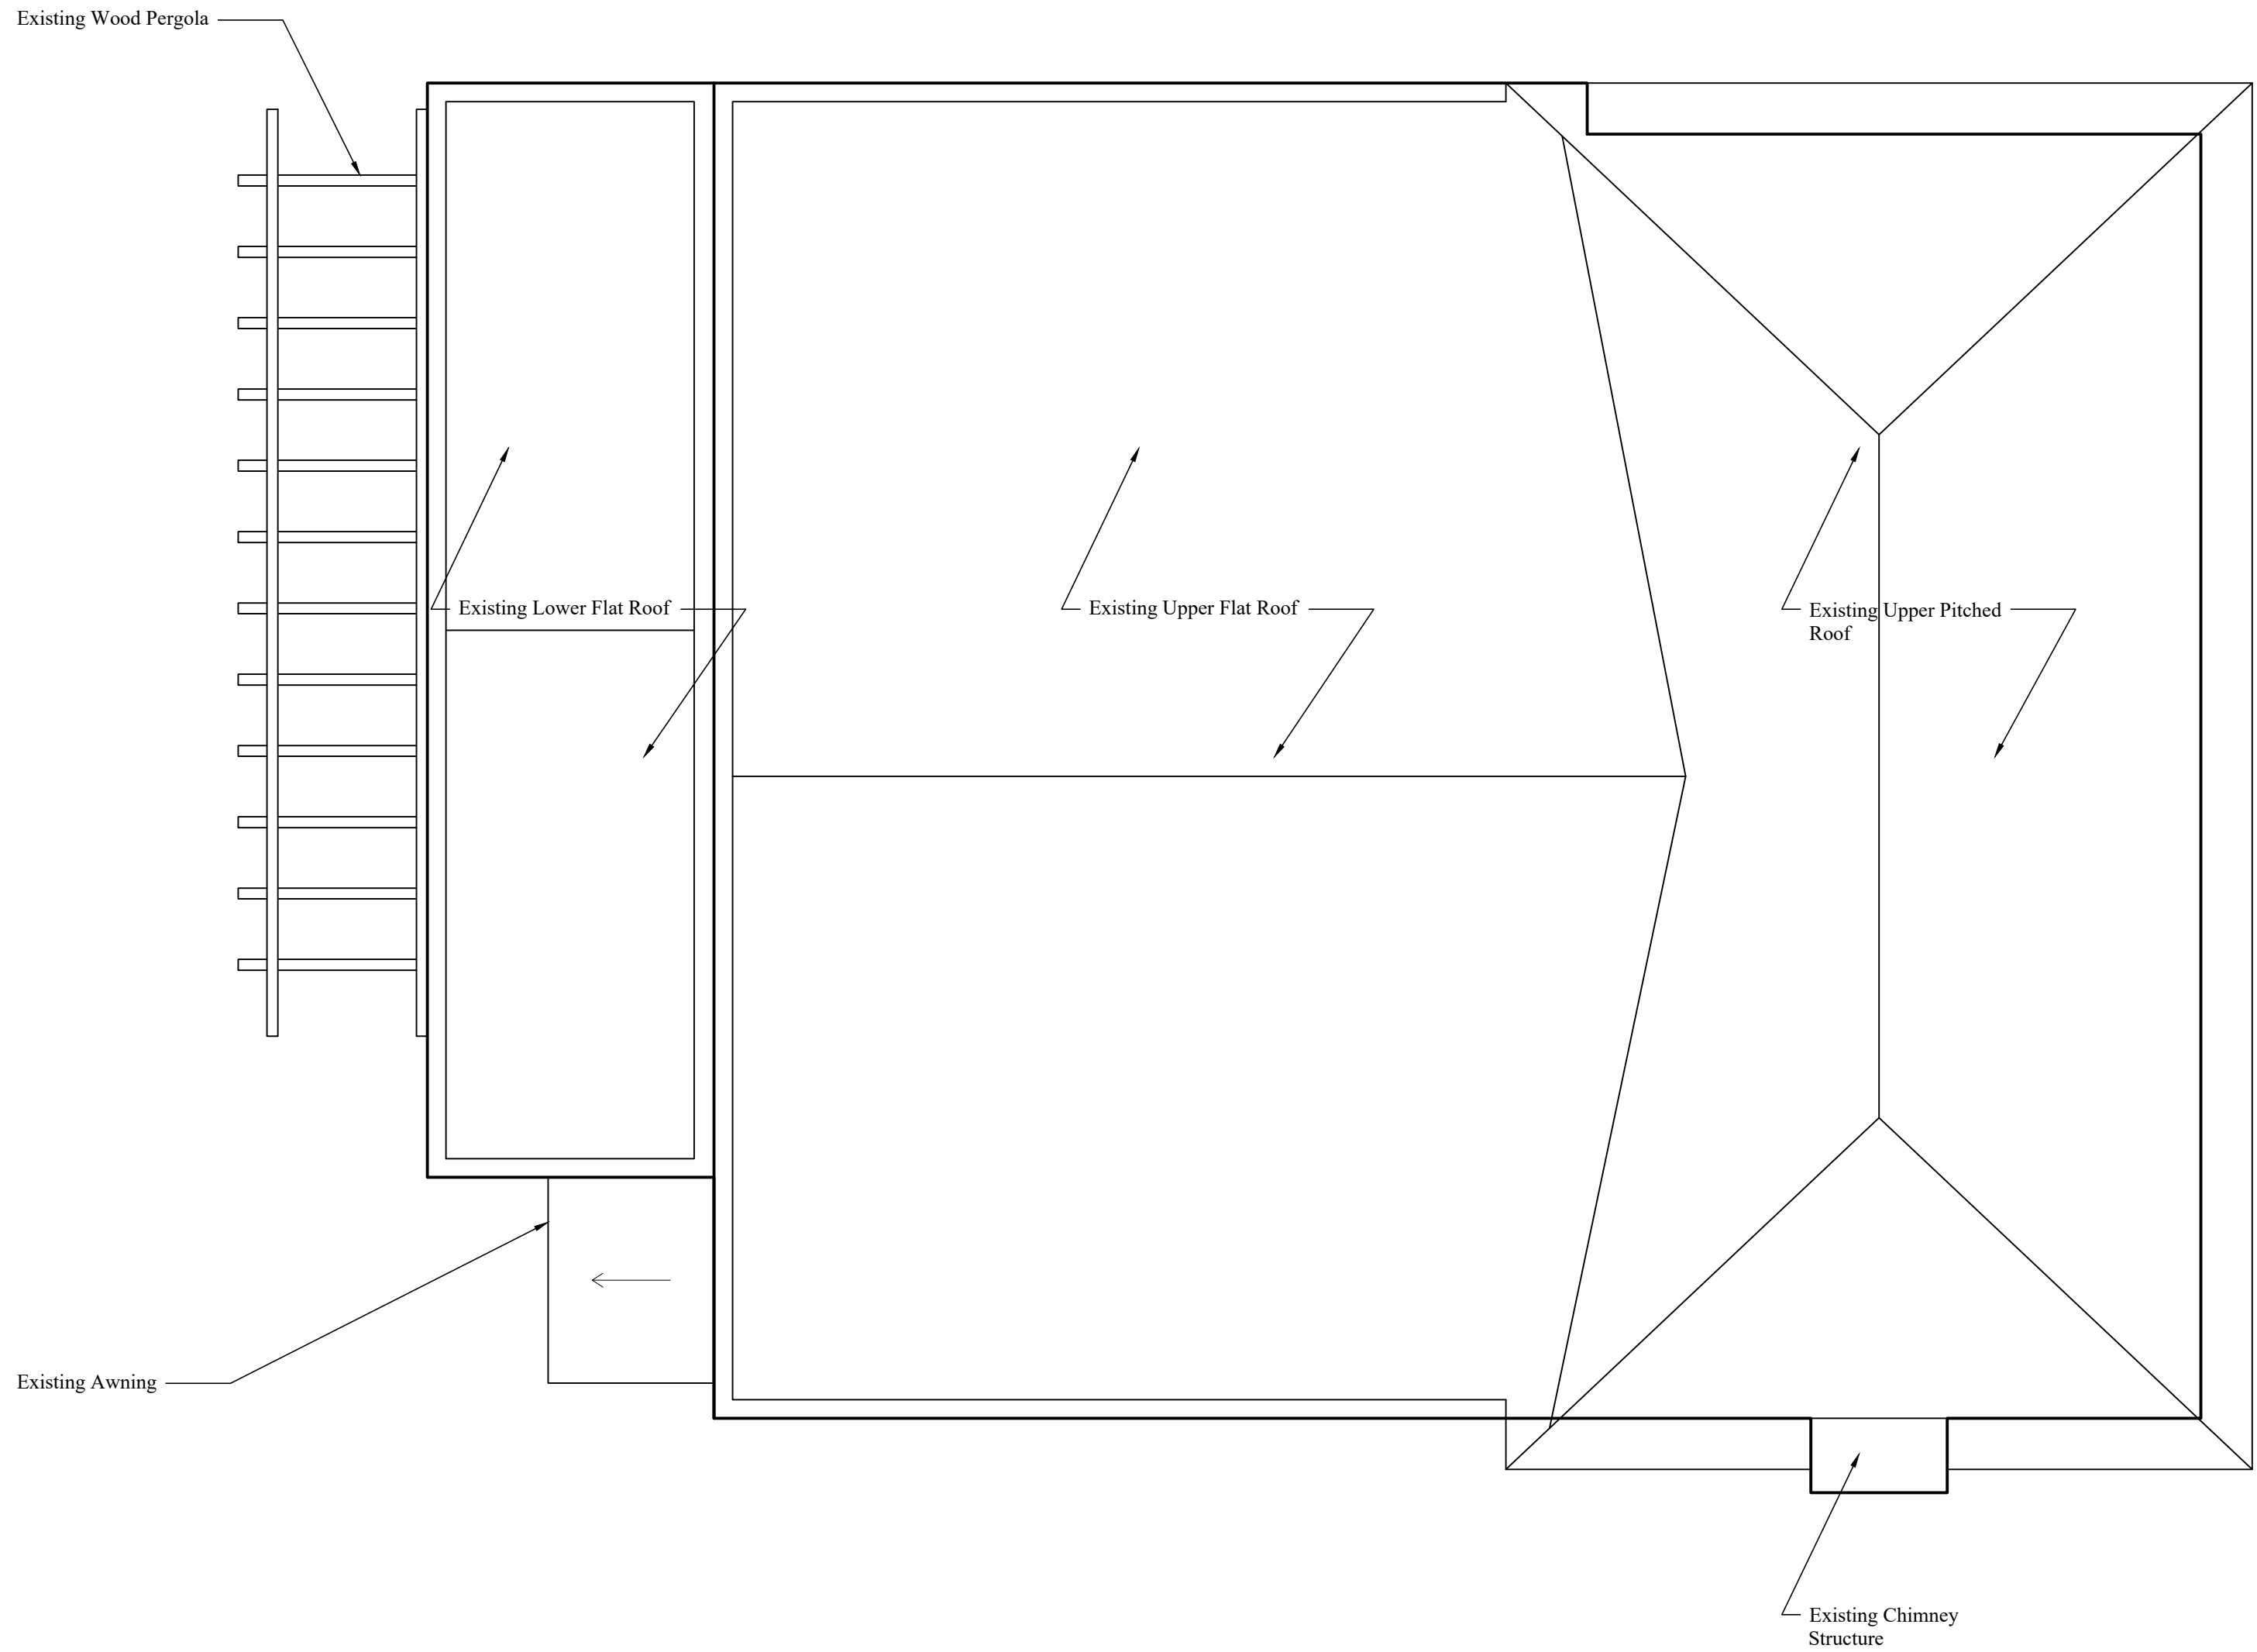 Existing Wood Pergola
Existing Lower Flat Roof
Existing Upper Flat Roof
Existing Upper Pitched
Roof
Existing Awning
Existing Chimney
Structure